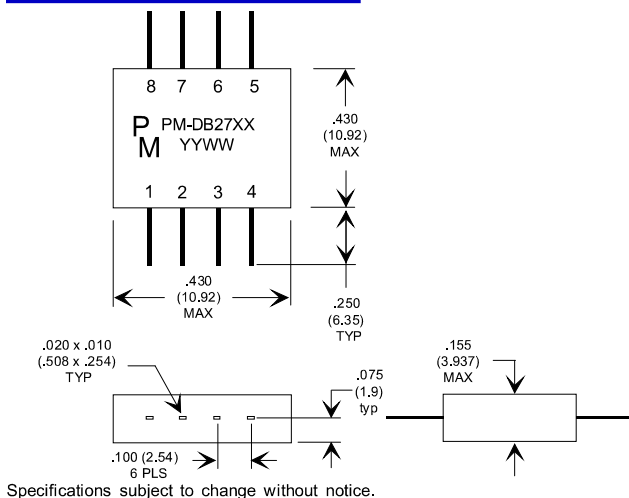 8 7 6 5
P M PM-DB27XX
YYWW
1 2 3 4
.430
(10.92)
MAX
.430
(10.92)
MAX
.250
(6.35)
TYP
.020 x .010
(.508 x .254)
TYP
.075
(1.9)
typ
.155
(3.937)
MAX
.100 (2.54)
6 PLS
Specifications subject to change without notice.